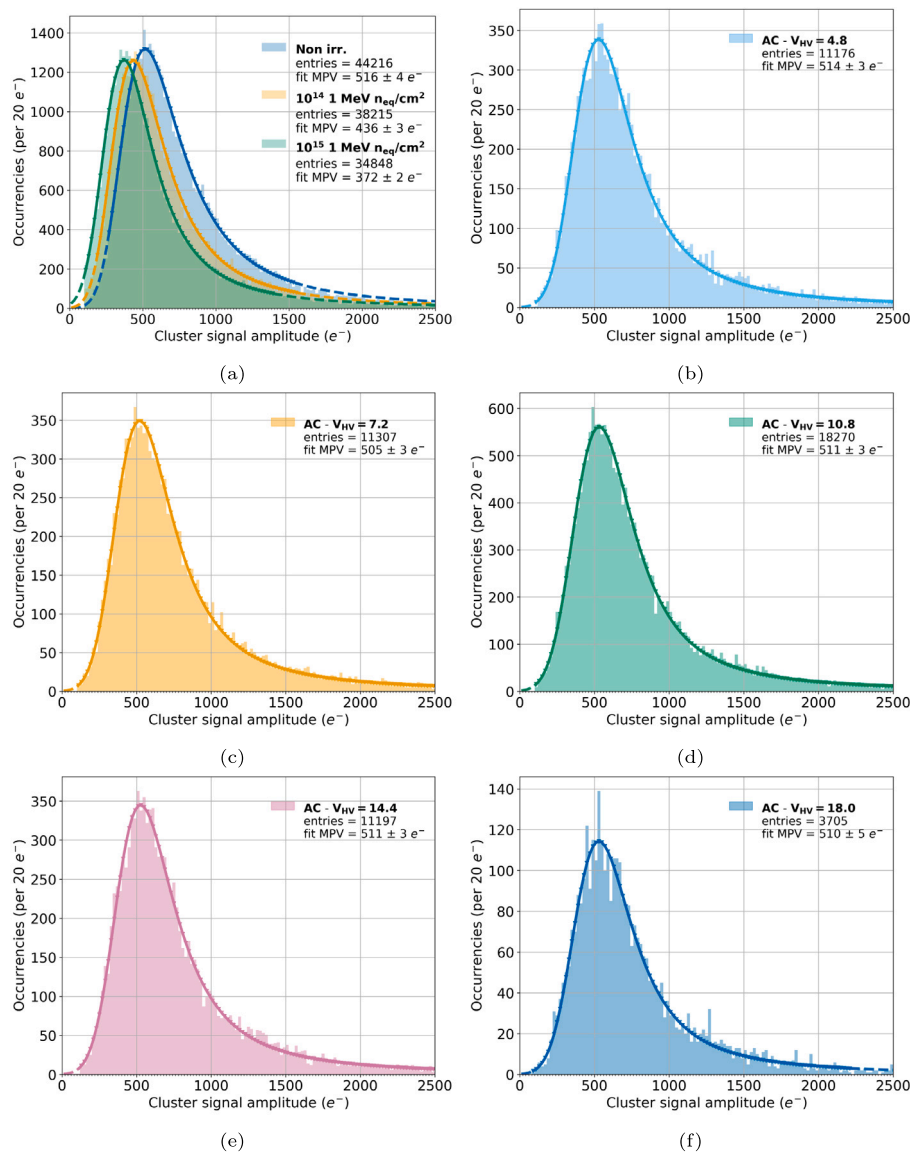 1400
1200
1000
800
600
400
200
0
Occurrencies (per 20 e⁻)
Non irr.
entries = 44216
fit MPV = 516 ± 4 e⁻
10¹⁴ 1 MeV n_eq/cm²
entries = 38215
fit MPV = 436 ± 3 e⁻
10¹⁵ 1 MeV n_eq/cm²
entries = 34848
fit MPV = 372 ± 2 e⁻
0 500 1000 1500 2000 2500
Cluster signal amplitude (e⁻)
(a)
350
300
250
200
150
100
50
0
Occurrencies (per 20 e⁻)
AC - V_HV = 4.8
entries = 11176
fit MPV = 514 ± 3 e⁻
0 500 1000 1500 2000 2500
Cluster signal amplitude (e⁻)
(b)
350
300
250
200
150
100
50
0
Occurrencies (per 20 e⁻)
AC - V_HV = 7.2
entries = 11307
fit MPV = 505 ± 3 e⁻
0 500 1000 1500 2000 2500
Cluster signal amplitude (e⁻)
(c)
600
500
400
300
200
100
0
Occurrencies (per 20 e⁻)
AC - V_HV = 10.8
entries = 18270
fit MPV = 511 ± 3 e⁻
0 500 1000 1500 2000 2500
Cluster signal amplitude (e⁻)
(d)
350
300
250
200
150
100
50
0
Occurrencies (per 20 e⁻)
AC - V_HV = 14.4
entries = 11197
fit MPV = 511 ± 3 e⁻
0 500 1000 1500 2000 2500
Cluster signal amplitude (e⁻)
(e)
140
120
100
80
60
40
20
0
Occurrencies (per 20 e⁻)
AC - V_HV = 18.0
entries = 3705
fit MPV = 510 ± 5 e⁻
0 500 1000 1500 2000 2500
Cluster signal amplitude (e⁻)
(f)